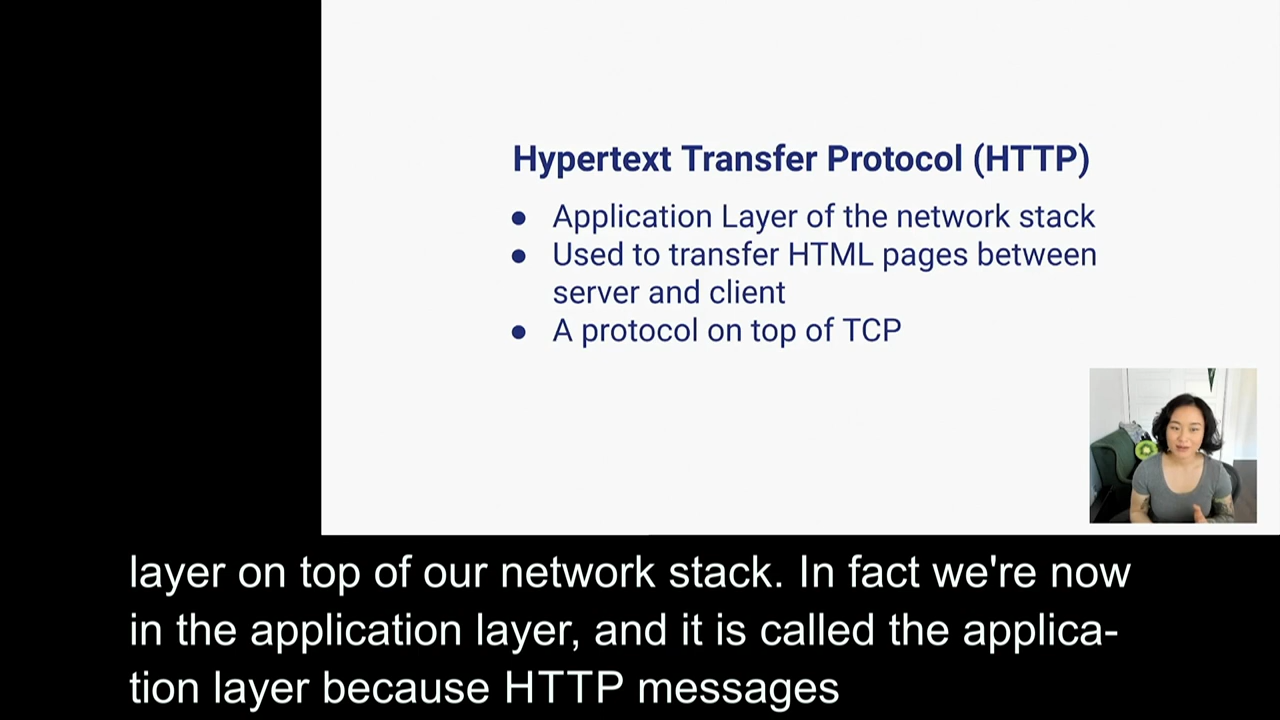 Hypertext Transfer Protocol (HTTP)
● Application Layer of the network stack
● Used to transfer HTML pages between
server and client
● A protocol on top of TCP
layer on top of our network stack. In fact we're now
in the application layer, and it is called the applica-
tion layer because HTTP messages